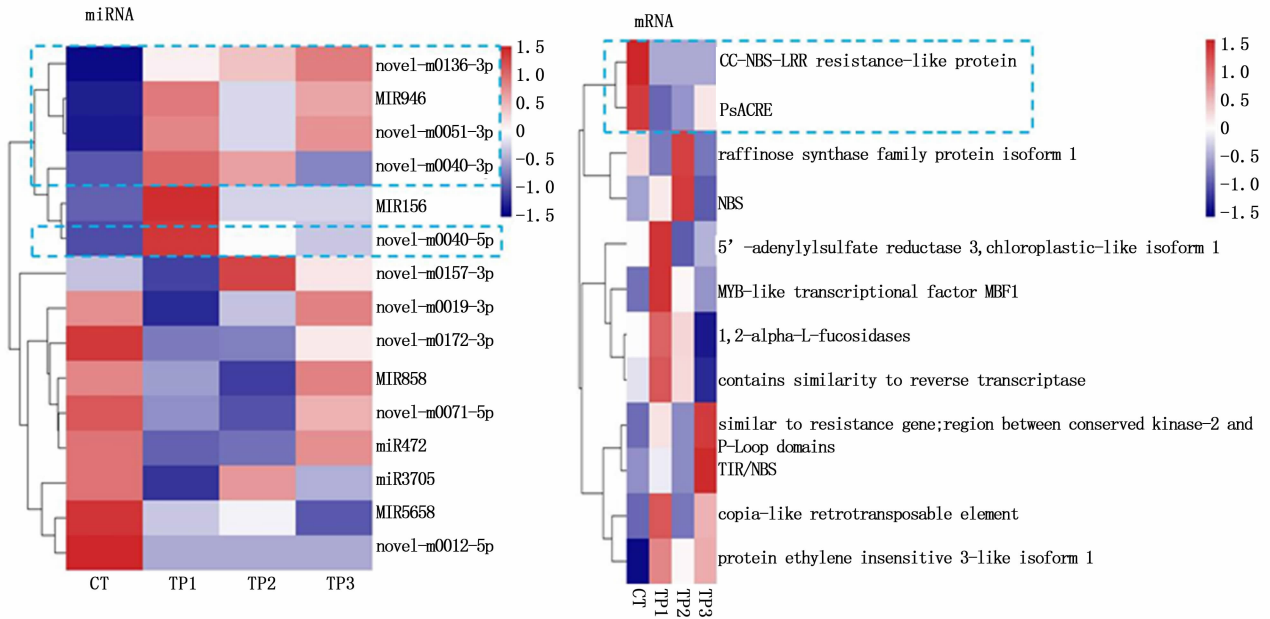 miRNA
novel-m0136-3p
MIR946
novel-m0051-3p
novel-m0040-3p
MIR156
novel-m0040-5p
novel-m0157-3p
novel-m0019-3p
novel-m0172-3p
MIR858
novel-m0071-5p
miR472
miR3705
MIR5658
novel-m0012-5p
CT TP1 TP2 TP3
1.5
1.0
0.5
0
-0.5
-1.0
-1.5
mRNA
CC-NBS-LRR resistance-like protein
PsACRE
raffinose synthase family protein isoform 1
NBS
5' -adenylylsulfate reductase 3,chloroplastic-like isoform 1
MYB-like transcriptional factor MBF1
1,2-alpha-L-fucosidases
contains similarity to reverse transcriptase
similar to resistance gene;region between conserved kinase-2 and
P-Loop domains
TIR/NBS
copia-like retrotransposable element
protein ethylene insensitive 3-like isoform 1
CT TP1 TP2 TP3
1.5
1.0
0.5
0
-0.5
-1.0
-1.5